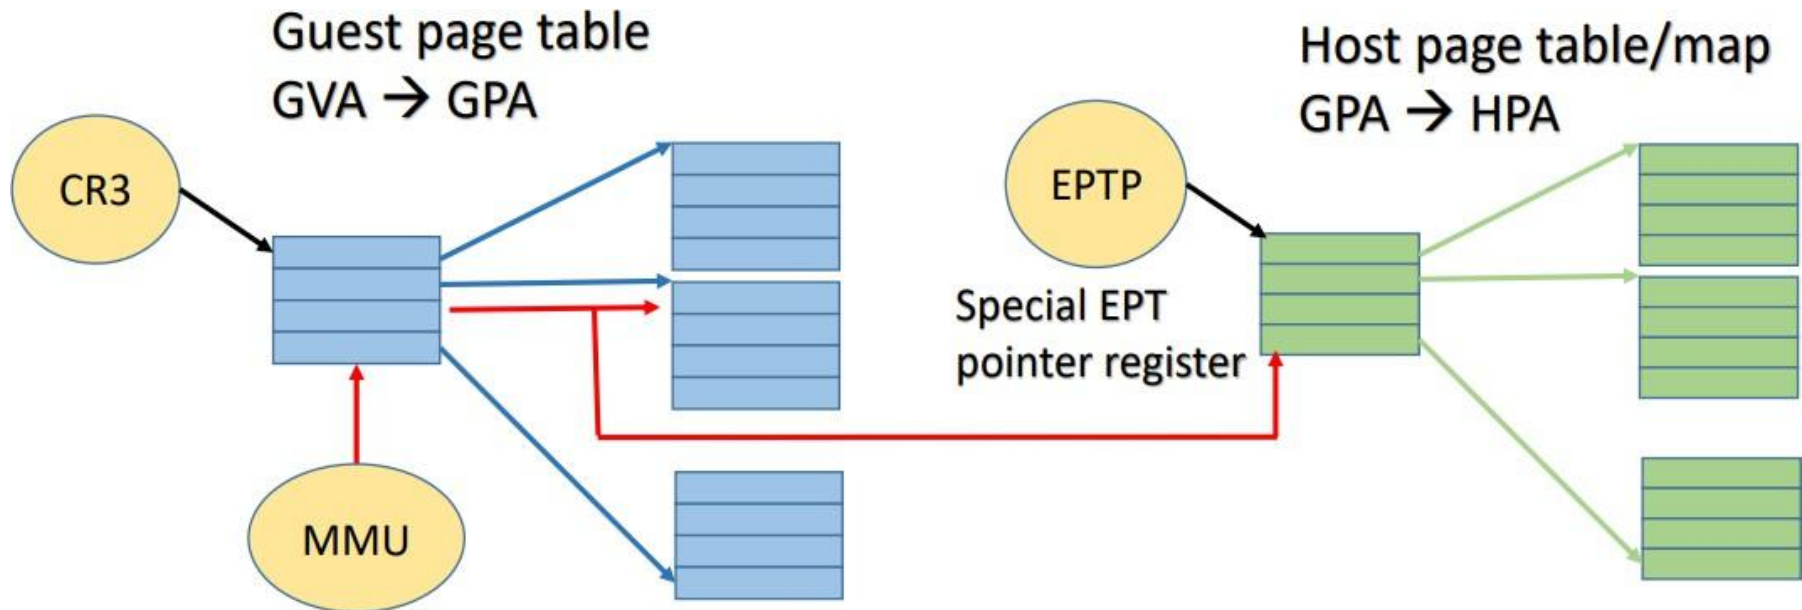 Guest page table
GVA → GPA
CR3
MMU
Host page table/map
GPA → HPA
EPTP
Special EPT
pointer register